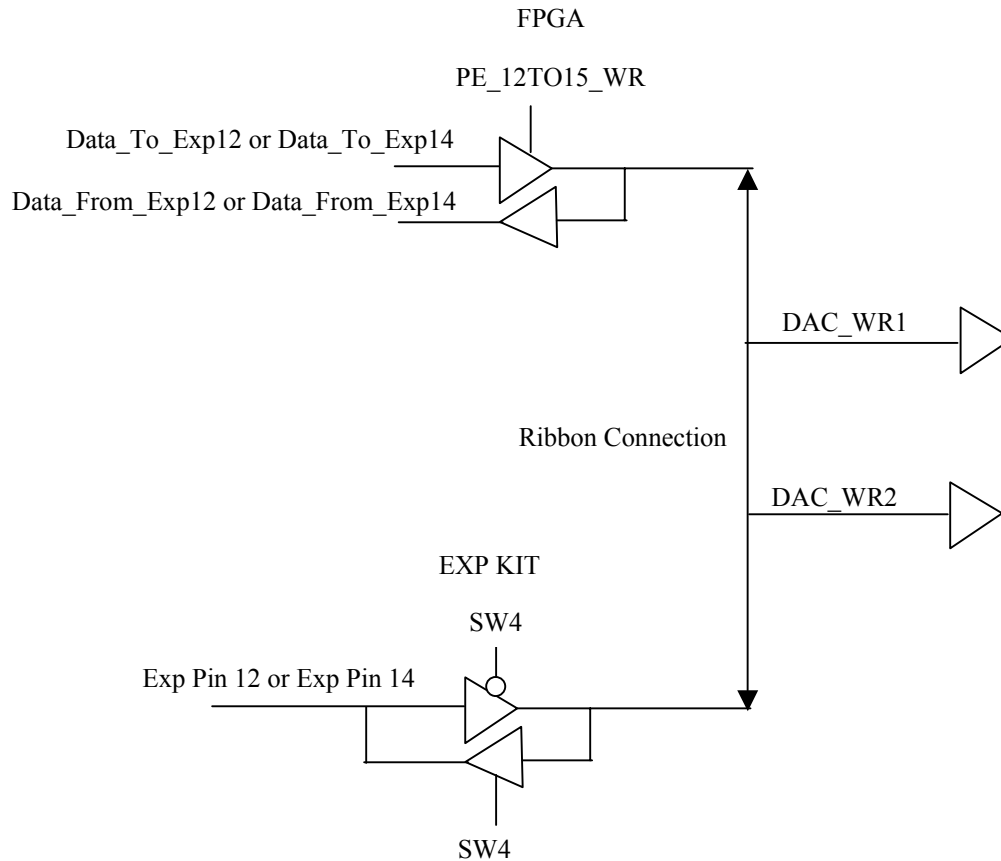 FPGA
PE_12TO15_WR
Data_To_Exp12 or Data_To_Exp14
Data_From_Exp12 or Data_From_Exp14
DAC_WR1
Ribbon Connection
DAC_WR2
EXP KIT
SW4
Exp Pin 12 or Exp Pin 14
SW4